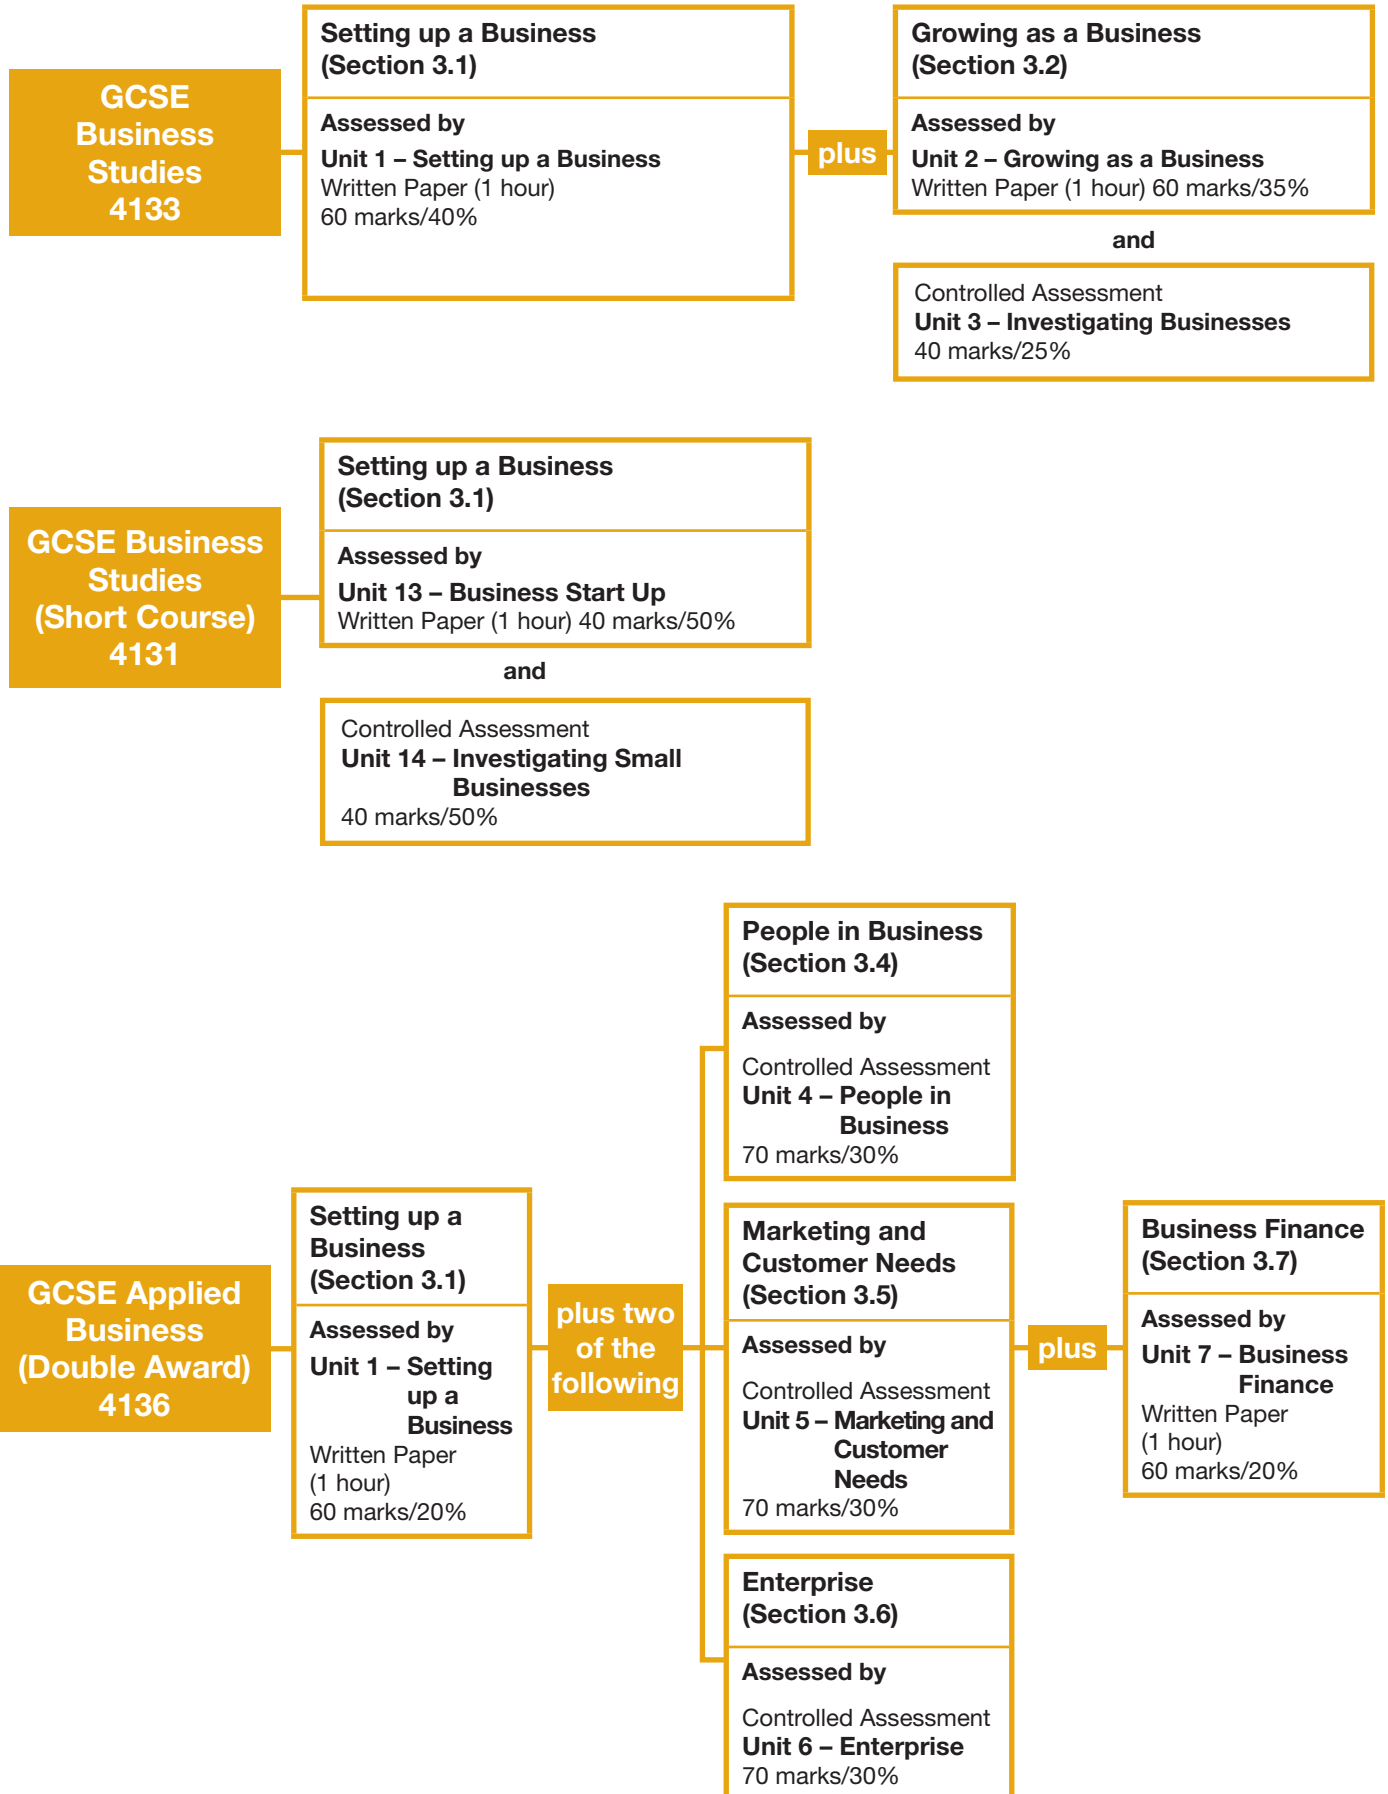 GCSE
Business
Studies
4133
Setting up a Business
(Section 3.1)
Assessed by
Unit 1 – Setting up a Business
Written Paper (1 hour)
60 marks/40%
plus
Growing as a Business
(Section 3.2)
Assessed by
Unit 2 – Growing as a Business
Written Paper (1 hour) 60 marks/35%
and
Controlled Assessment
Unit 3 – Investigating Businesses
40 marks/25%
GCSE Business
Studies
(Short Course)
4131
Setting up a Business
(Section 3.1)
Assessed by
Unit 13 – Business Start Up
Written Paper (1 hour) 40 marks/50%
and
Controlled Assessment
Unit 14 – Investigating Small
Businesses
40 marks/50%
GCSE Applied
Business
(Double Award)
4136
Setting up a
Business
(Section 3.1)
Assessed by
Unit 1 – Setting
up a
Business
Written Paper
(1 hour)
60 marks/20%
plus two
of the
following
People in Business
(Section 3.4)
Assessed by
Controlled Assessment
Unit 4 – People in
Business
70 marks/30%
Marketing and
Customer Needs
(Section 3.5)
Assessed by
Controlled Assessment
Unit 5 – Marketing and
Customer
Needs
70 marks/30%
Enterprise
(Section 3.6)
Assessed by
Controlled Assessment
Unit 6 – Enterprise
70 marks/30%
plus
Business Finance
(Section 3.7)
Assessed by
Unit 7 – Business
Finance
Written Paper
(1 hour)
60 marks/20%